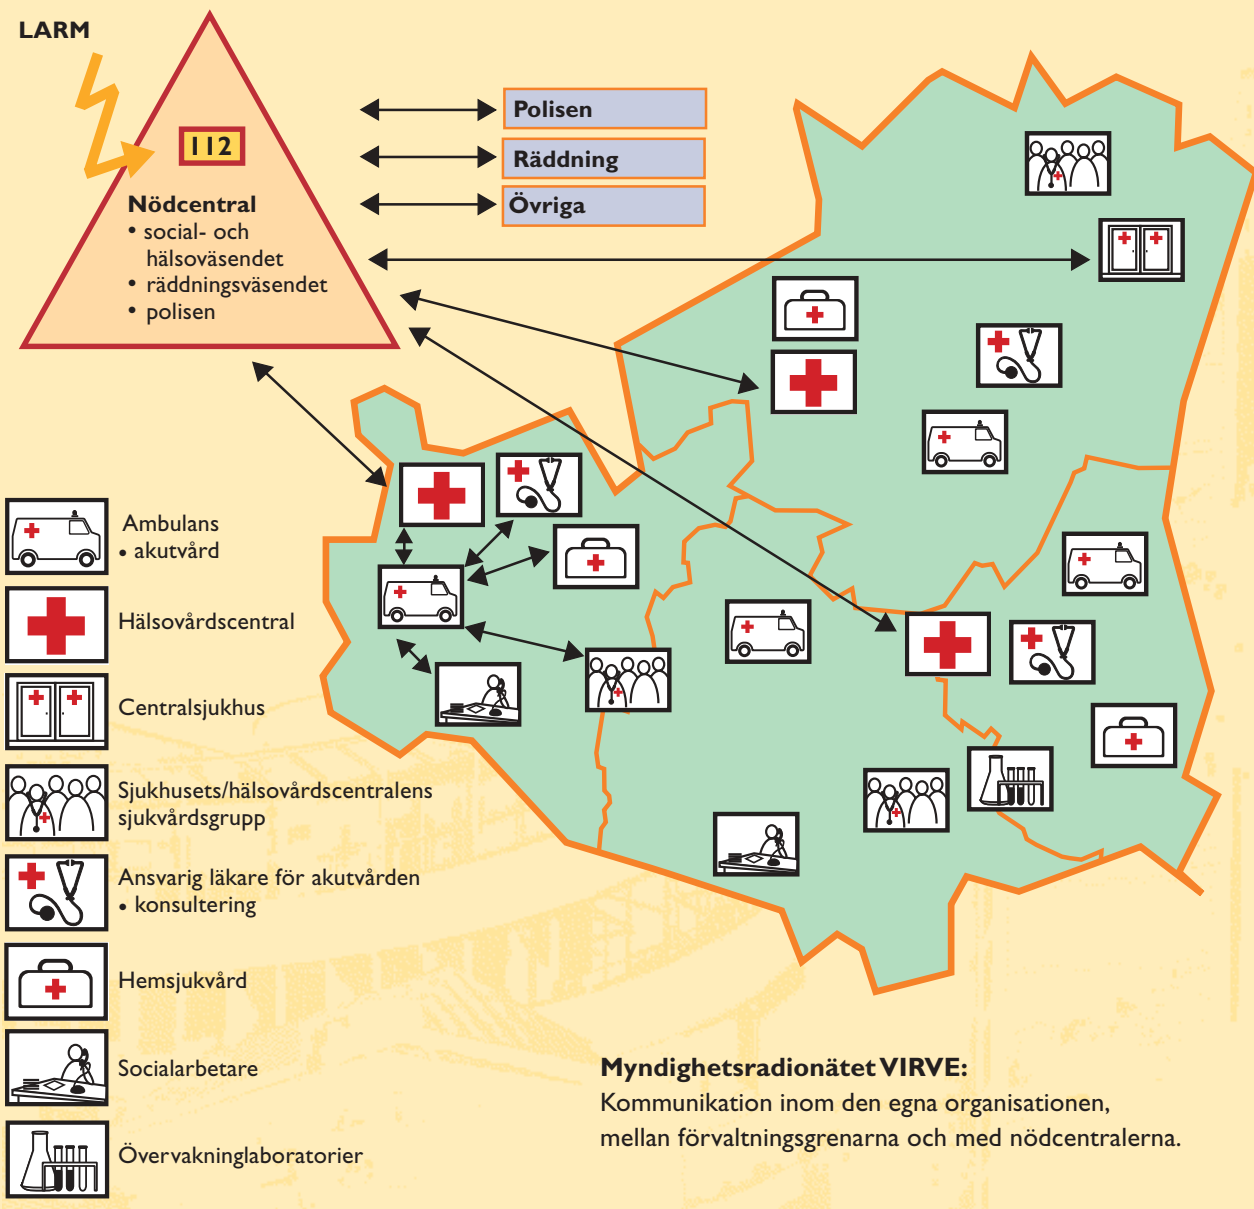 LARM
112
Nödcentral
• social- och
hälsoväsendet
• räddningsväsendet
• polisen
Polisen
Räddning
Övriga
Ambulans
• akutvård
Hälsovårdscentral
Centralsjukhus
Sjukhusets/hälsovårdscentralens
sjukvårdsgrupp
Ansvarig läkare för akutvården
• konsultering
Hemsjukvård
Socialarbetare
Övervakninglaboratorier
Myndighetsradionätet VIRVE:
Kommunikation inom den egna organisationen,
mellan förvaltningsgrenarna och med nödcentralerna.